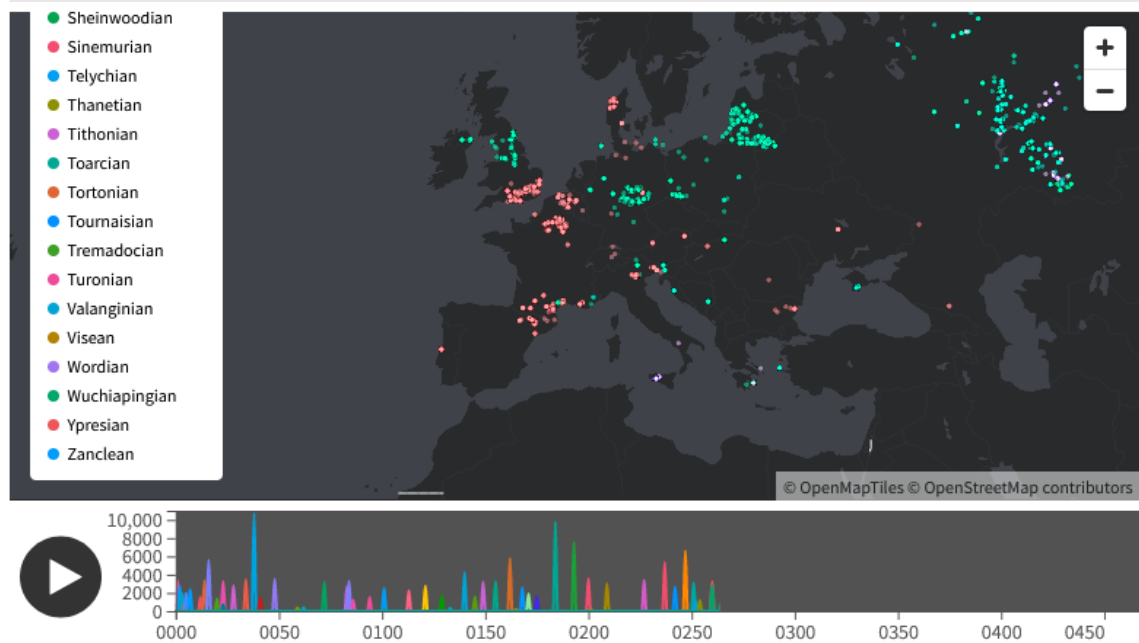 Sheinwoodian
Sinemurian
Telychian
Thanetian
Tithonian
Toarcian
Tortonian
Tournaisian
Tremadocian
Turonian
Valanginian
Visean
Wordian
Wuchiapingian
Ypresian
Zanclean
+
−
© OpenMapTiles © OpenStreetMap contributors
10,000
8000
6000
4000
2000
0
0000 0050 0100 0150 0200 0250 0300 0350 0400 0450